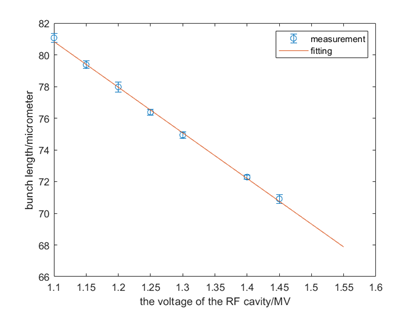 82
80
78
76
74
72
70
68
66
bunch length/micrometer
measurement
fitting
1.1 1.15 1.2 1.25 1.3 1.35 1.4 1.45 1.5 1.55 1.6
the voltage of the RF cavity/MV